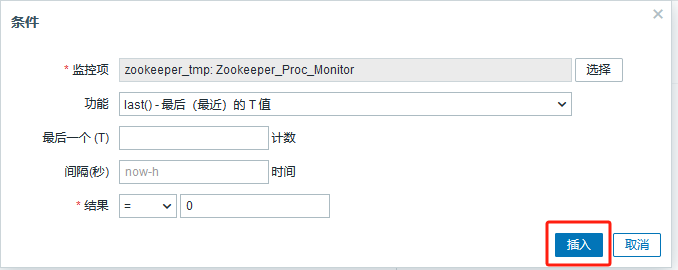 条件
* 监控项 zookeeper_tmp: Zookeeper_Proc_Monitor 选择
功能 last() - 最后（最近）的 T 值
最后一个 (T) 计数
间隔(秒) now-h 时间
* 结果 = 0
插入 取消